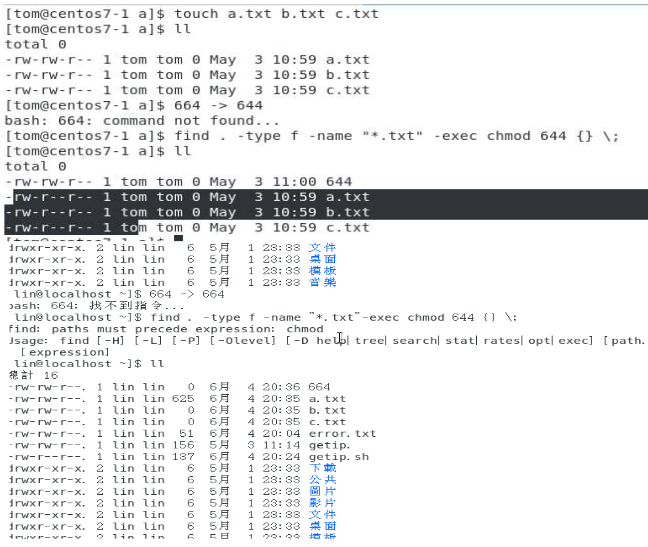 [tom@centos7-1 a]$ touch a.txt b.txt c.txt
[tom@centos7-1 a]$ ll
total 0
-rw-rw-r-- 1 tom tom 0 May  3 10:59 a.txt
-rw-rw-r-- 1 tom tom 0 May  3 10:59 b.txt
-rw-rw-r-- 1 tom tom 0 May  3 10:59 c.txt
[tom@centos7-1 a]$ 664 -> 644
bash: 664: command not found...
[tom@centos7-1 a]$ find . -type f -name "*.txt" -exec chmod 644 {} \;
[tom@centos7-1 a]$ ll
total 0
-rw-rw-r-- 1 tom tom 0 May  3 11:00 644
-rw-r--r-- 1 tom tom 0 May  3 10:59 a.txt
-rw-r--r-- 1 tom tom 0 May  3 10:59 b.txt
-rw-r--r-- 1 tom tom 0 May  3 10:59 c.txt
drwxr-xr-x. 2 lin lin   6  5月   1 23:33 文件
drwxr-xr-x. 2 lin lin   6  5月   1 23:33 桌面
drwxr-xr-x. 2 lin lin   6  5月   1 23:33 模板
drwxr-xr-x. 2 lin lin   6  5月   1 23:33 音樂
lin@localhost ~]$ 664 -> 664
bash: 664: 找不到指令...
lin@localhost ~]$ find . -type f -name "*.txt"-exec chmod 644 {} \;
find: paths must precede expression: chmod
Usage: find [-H] [-L] [-P] [-Olevel] [-D help|tree|search|stat|rates|opt|exec] [path.
[expression]
lin@localhost ~]$ ll
總計 16
-rw-rw-r--. 1 lin lin   0  6月   4 20:36 664
-rw-rw-r--. 1 lin lin 625  6月   4 20:35 a.txt
-rw-rw-r--. 1 lin lin   0  6月   4 20:35 b.txt
-rw-rw-r--. 1 lin lin   0  6月   4 20:35 c.txt
-rw-rw-r--. 1 lin lin  51  6月   4 20:04 error.txt
-rw-rw-r--. 1 lin lin 156  5月   3 11:14 getip.
-rw-rw-r--. 1 lin lin 137  6月   4 20:24 getip.sh
drwxr-xr-x. 2 lin lin   6  5月   1 23:33 下載
drwxr-xr-x. 2 lin lin   6  5月   1 23:33 公共
drwxr-xr-x. 2 lin lin   6  5月   1 23:33 圖片
drwxr-xr-x. 2 lin lin   6  5月   1 23:33 影片
drwxr-xr-x. 2 lin lin   6  5月   1 23:33 文件
drwxr-xr-x. 2 lin lin   6  5月   1 23:33 桌面
drwxr-xr-x. 2 lin lin   6  5月   1 23:33 模板